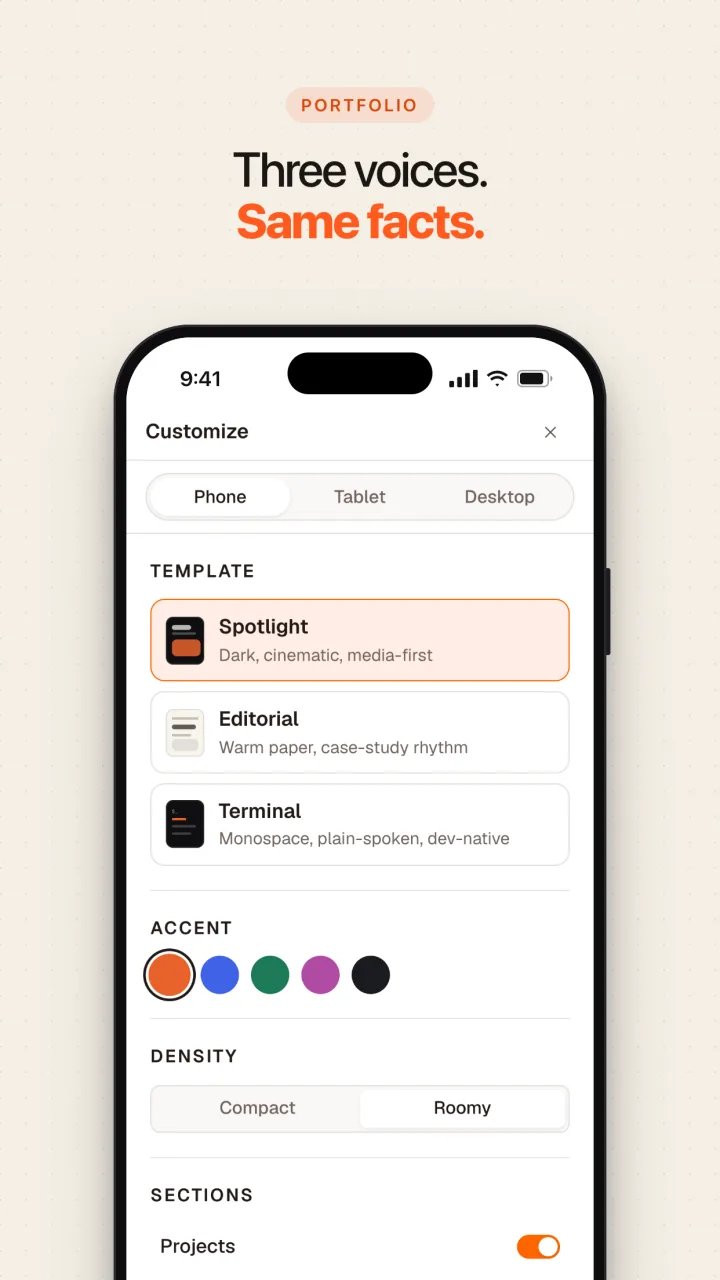 PORTFOLIO
Three voices.
Same facts.
9:41
Customize
Phone Tablet Desktop
TEMPLATE
Spotlight
Dark, cinematic, media-first
Editorial
Warm paper, case-study rhythm
Terminal
Monospace, plain-spoken, dev-native
ACCENT
DENSITY
Compact Roomy
SECTIONS
Projects